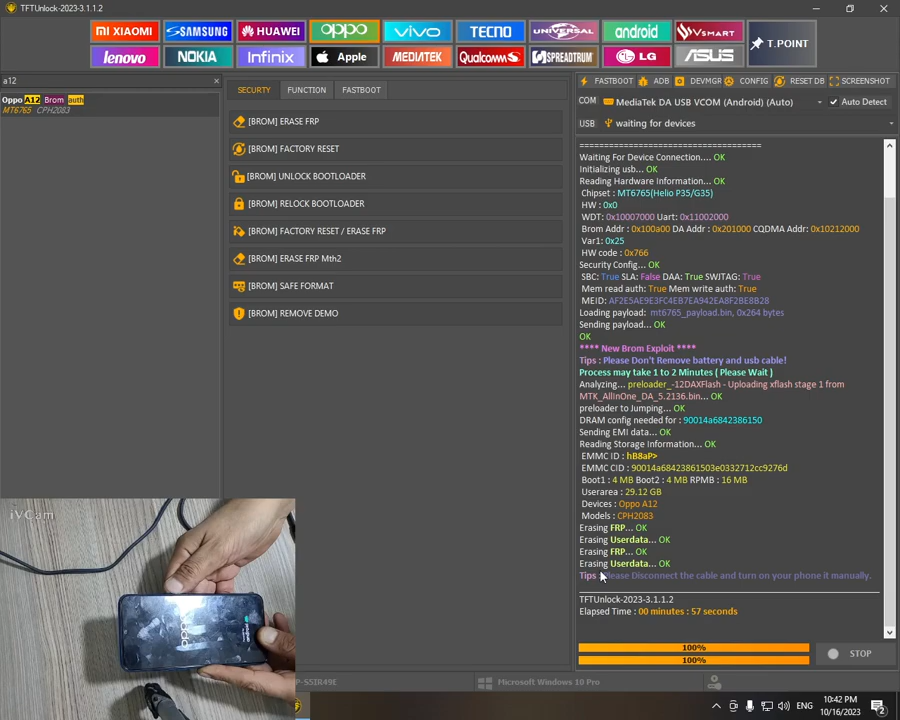 TFTUnlock-2023-3.1.1.2
MI XIAOMI
SAMSUNG
HUAWEI
oppo
vivo
TECNO
UNIVERSAL
android
VSMART
T.POINT
lenovo
NOKIA
Infinix
Apple
MEDIATEK
Qualcomm
SPREADTRUM
LG
ASUS
a12
Oppo A12 Brom auth
MT6765 CPH2083
SECURTY FUNCTION FASTBOOT
[BROM] ERASE FRP
[BROM] FACTORY RESET
[BROM] UNLOCK BOOTLOADER
[BROM] RELOCK BOOTLOADER
[BROM] FACTORY RESET / ERASE FRP
[BROM] ERASE FRP Mth2
[BROM] SAFE FORMAT
[BROM] REMOVE DEMO
FASTBOOT ADB DEVMGR CONFIG RESET DB SCREENSHOT
COM MediaTek DA USB VCOM (Android) (Auto) Auto Detect
USB waiting for devices
=====================================
Waiting For Device Connection.... OK
Initializing usb... OK
Reading Hardware Information... OK
Chipset : MT6765(Helio P35/G35)
HW : 0x0
WDT: 0x10007000 Uart: 0x11002000
Brom Addr : 0x100a00 DA Addr : 0x201000 CQDMA Addr: 0x10212000
Var1: 0x25
HW code : 0x766
Security Config... OK
SBC: True SLA: False DAA: True SWJTAG: True
Mem read auth: True Mem write auth: True
MEID: AF2E5AE9E3FC4EB7EA942EA8F2BE8B28
Loading payload: mt6765_payload.bin, 0x264 bytes
Sending payload... OK
OK
**** New Brom Exploit ****
Tips : Please Don't Remove battery and usb cable!
Process may take 1 to 2 Minutes ( Please Wait )
Analyzing... preloader_-12DAXFlash - Uploading xflash stage 1 from
MTK_AllInOne_DA_5.2136.bin... OK
preloader to Jumping... OK
DRAM config needed for : 90014a6842386150
Sending EMI data... OK
Reading Storage Information... OK
EMMC ID : hB8aP>
EMMC CID : 90014a68423861503e0332712cc9276d
Boot1 : 4 MB Boot2 : 4 MB RPMB : 16 MB
Userarea : 29.12 GB
Devices : Oppo A12
Models : CPH2083
Erasing FRP... OK
Erasing Userdata... OK
Erasing FRP... OK
Erasing Userdata... OK
Tips : Please Disconnect the cable and turn on your phone it manually.
TFTUnlock-2023-3.1.1.2
Elapsed Time : 00 minutes : 57 seconds
100%
100%
STOP
iVCam
oppo
P-S5IR49E Microsoft Windows 10 Pro
ENG
10:42 PM
10/16/2023
2